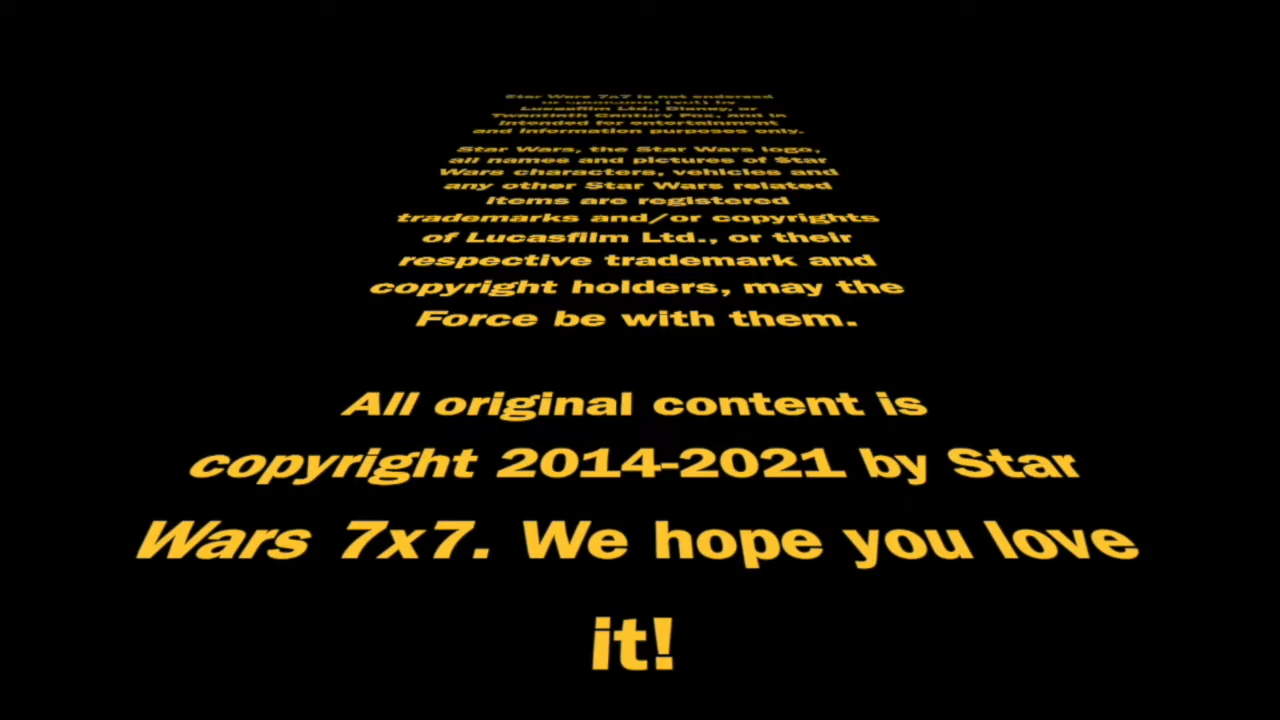 Star Wars 7x7 is not endorsed
or sponsored (yet) by
Lucasfilm Ltd., Disney, or
Twentieth Century Fox, and is
intended for entertainment
and information purposes only.
Star Wars, the Star Wars logo,
all names and pictures of Star
Wars characters, vehicles and
any other Star Wars related
items are registered
trademarks and/or copyrights
of Lucasfilm Ltd., or their
respective trademark and
copyright holders, may the
Force be with them.
All original content is
copyright 2014-2021 by Star
Wars 7x7. We hope you love
it!